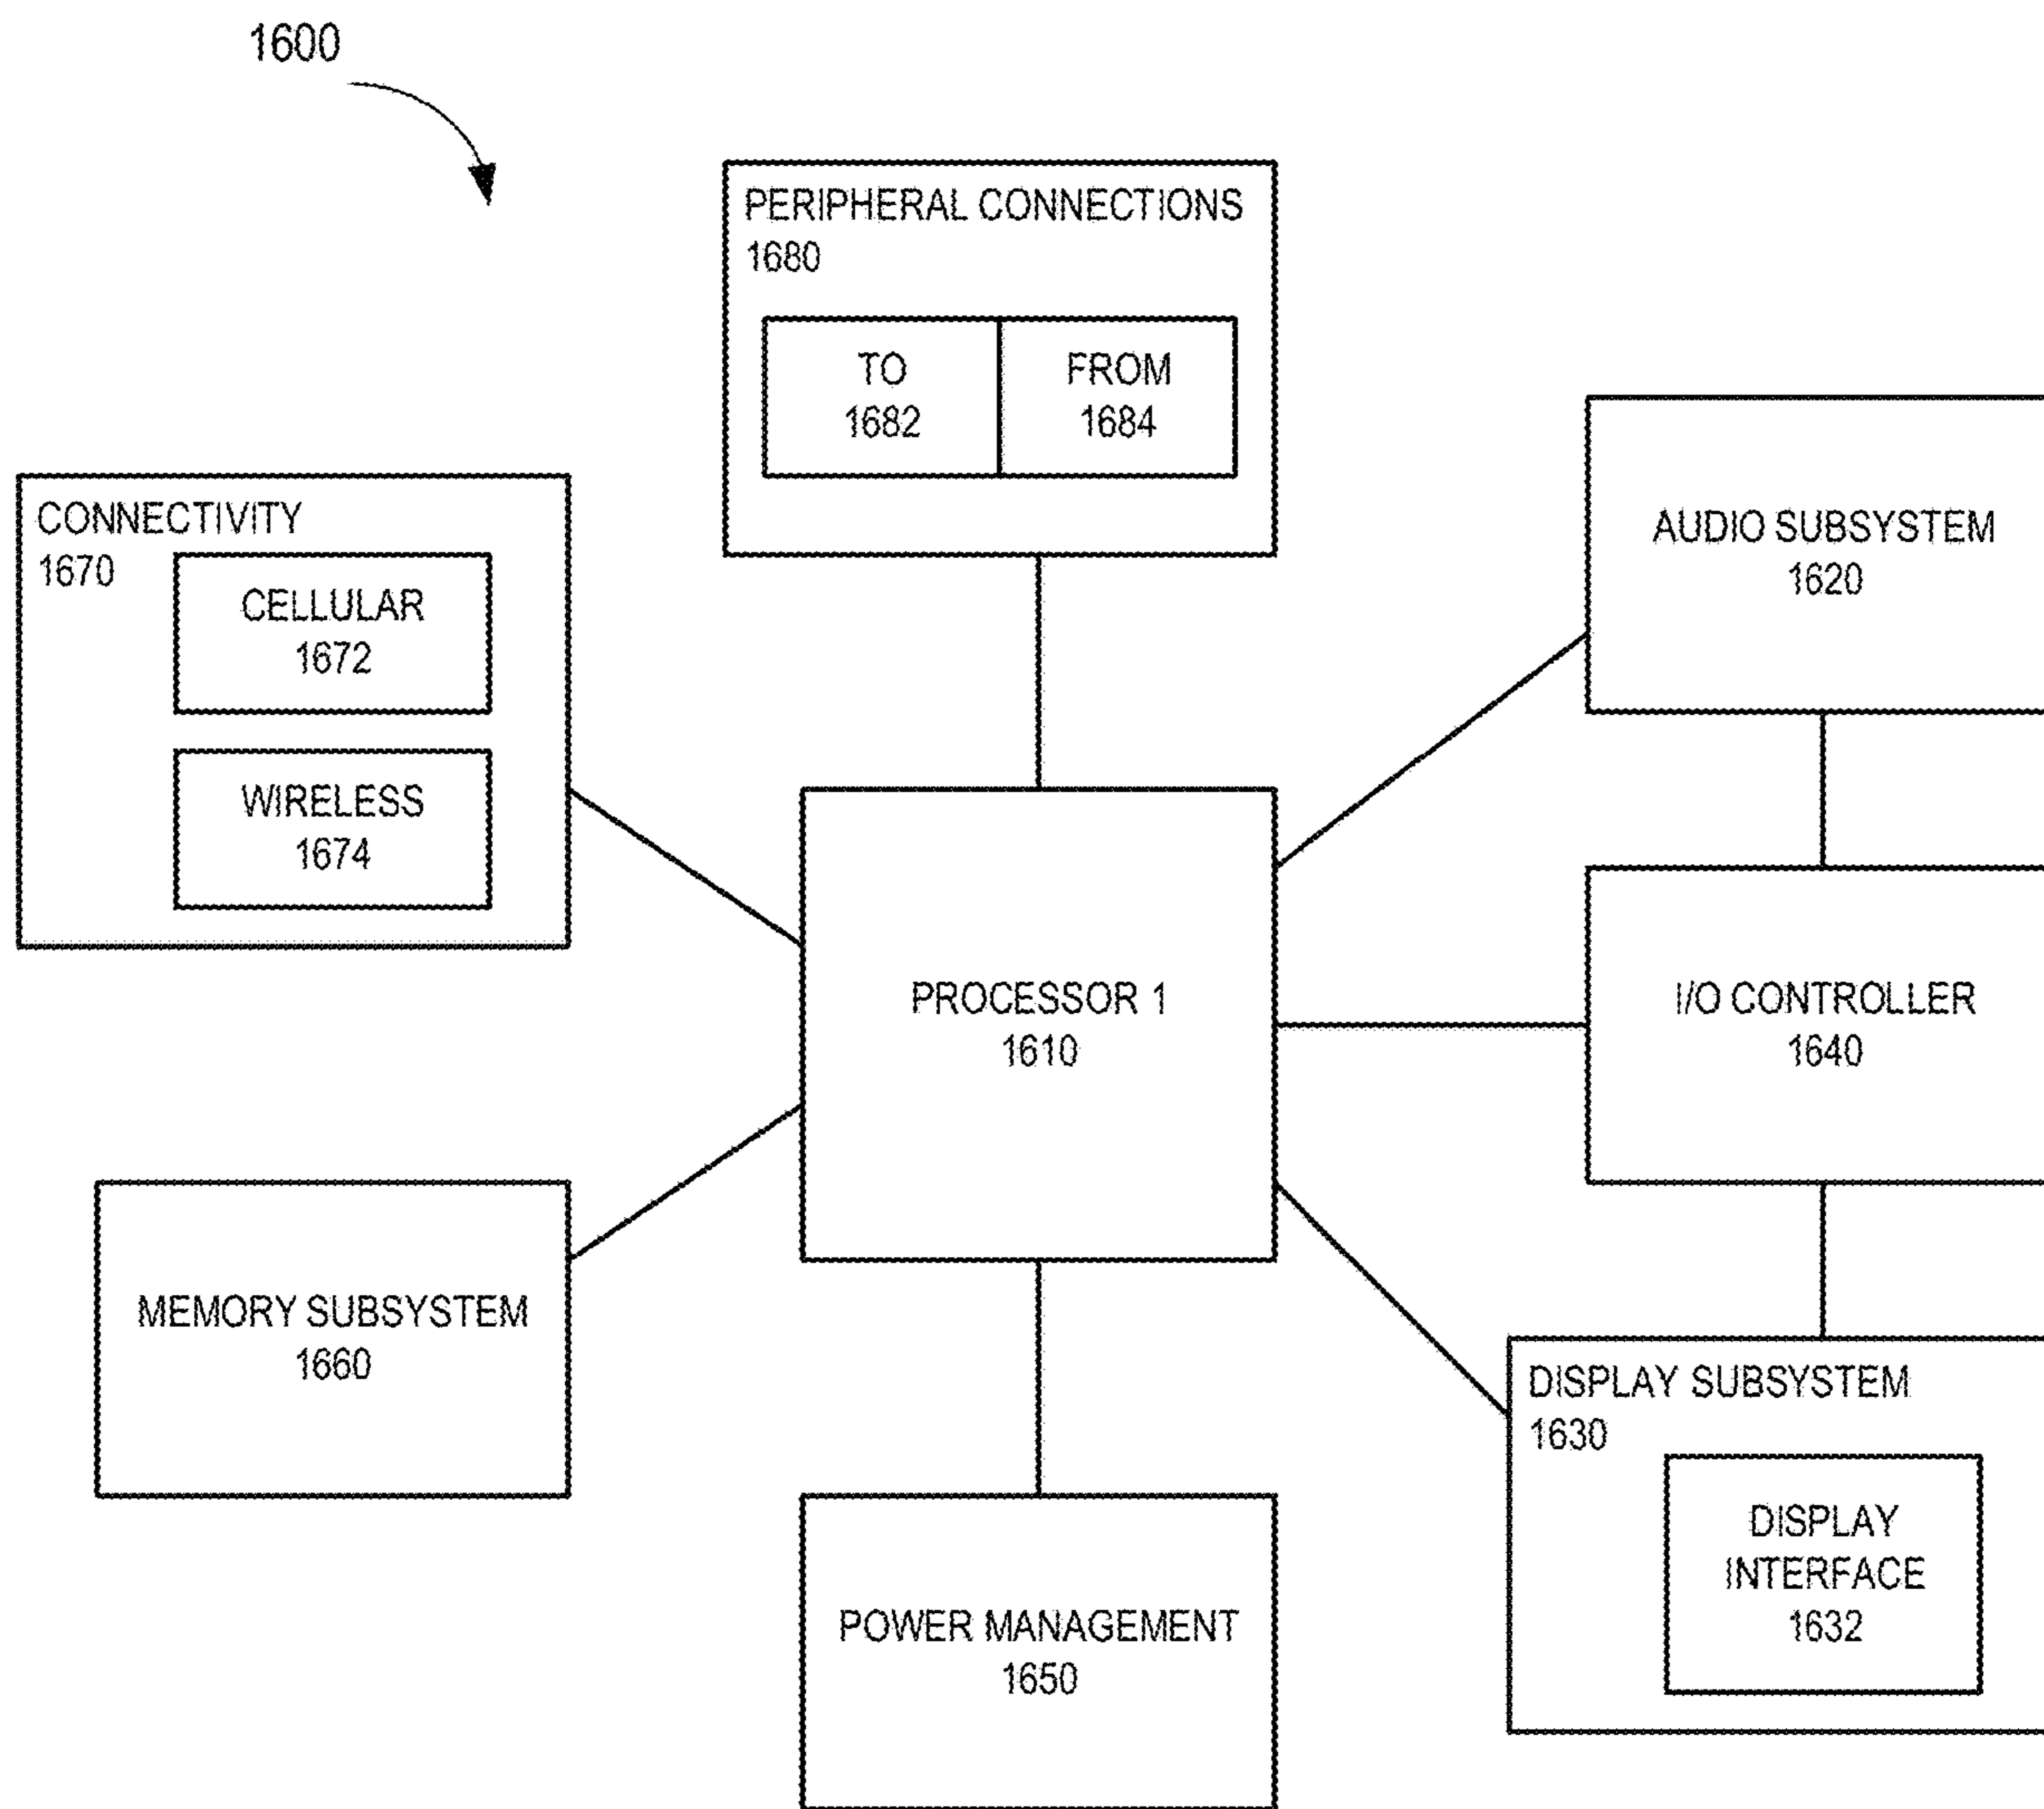 1600
PERIPHERAL CONNECTIONS
1680
TO
1682
FROM
1684
CONNECTIVITY
1670
CELLULAR
1672
WIRELESS
1674
AUDIO SUBSYSTEM
1620
PROCESSOR 1
1610
I/O CONTROLLER
1640
MEMORY SUBSYSTEM
1660
DISPLAY SUBSYSTEM
1630
DISPLAY
INTERFACE
1632
POWER MANAGEMENT
1650